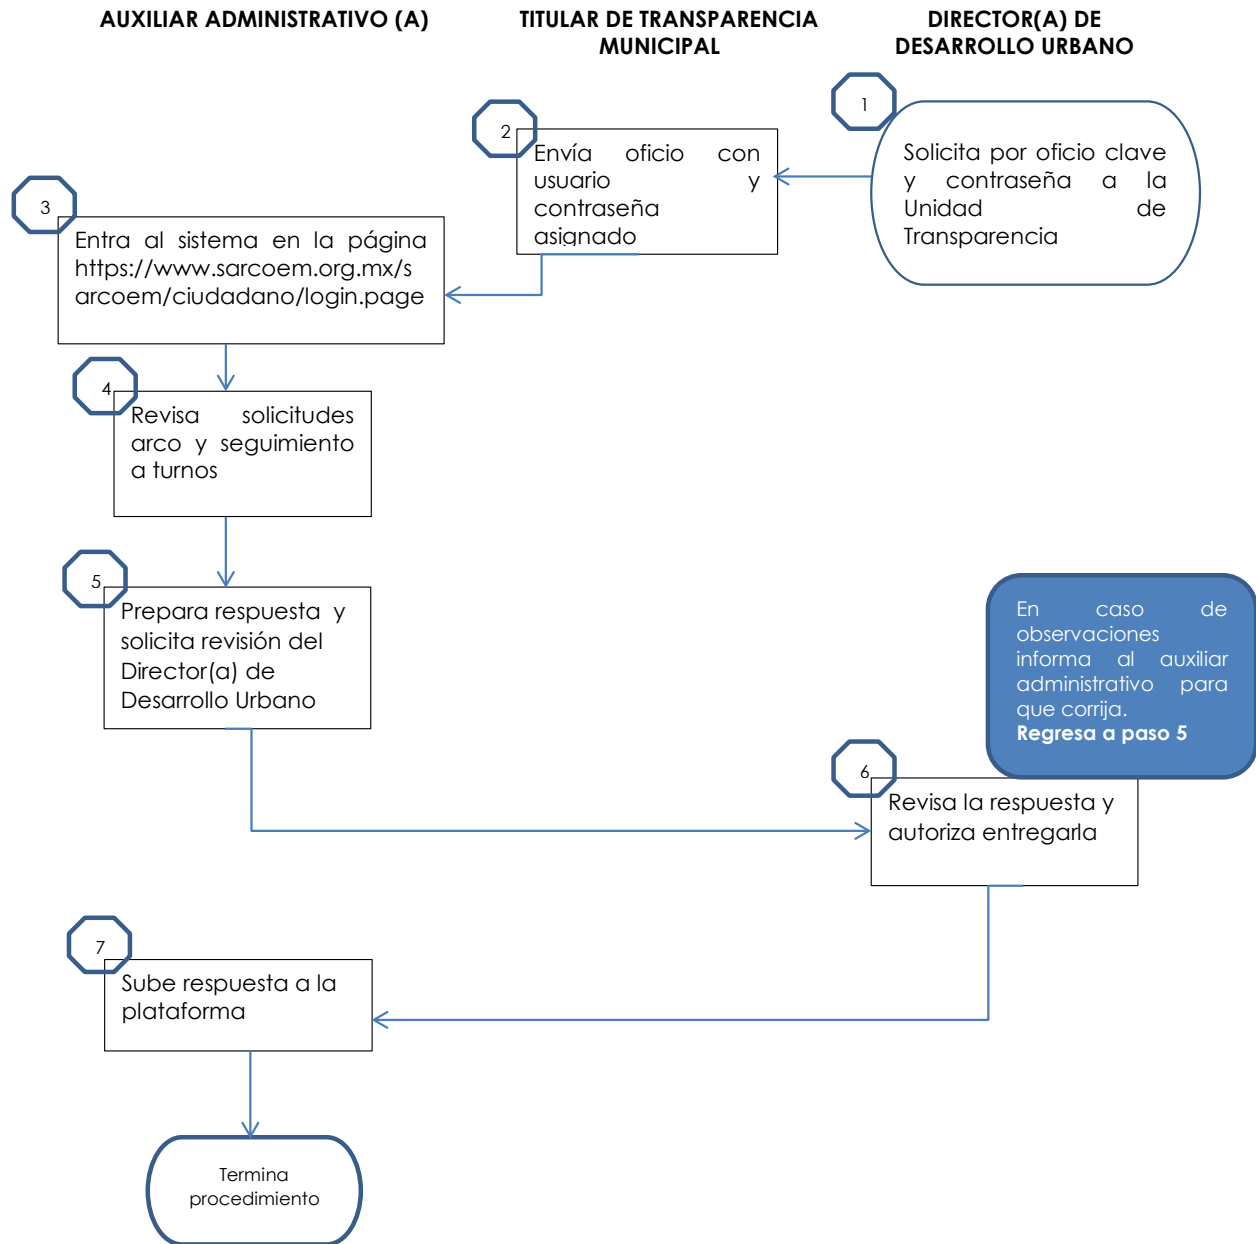 AUXILIAR ADMINISTRATIVO (A)
TITULAR DE TRANSPARENCIA
MUNICIPAL
DIRECTOR(A) DE
DESARROLLO URBANO
1
Solicita por oficio clave
y contraseña a la
Unidad de
Transparencia
2
Envía oficio con
usuario y
contraseña
asignado
3
Entra al sistema en la página
https://www.sarcoem.org.mx/s
arcoem/ciudadano/login.page
4
Revisa solicitudes
arco y seguimiento
a turnos
5
Prepara respuesta y
solicita revisión del
Director(a) de
Desarrollo Urbano
En caso de
observaciones
informa al auxiliar
administrativo para
que corrija.
Regresa a paso 5
6
Revisa la respuesta y
autoriza entregarla
7
Sube respuesta a la
plataforma
Termina
procedimiento